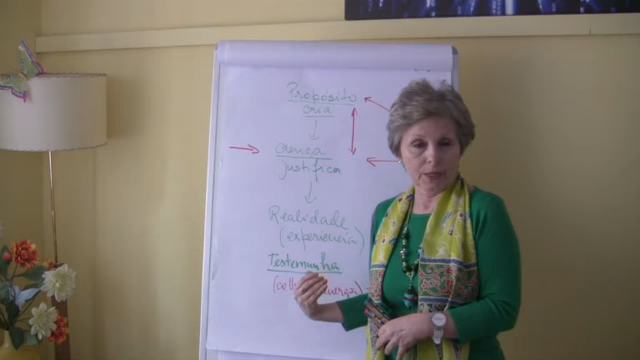 Propósito
cria
crença
justifica
Realidade
(experiência)
Testemunha